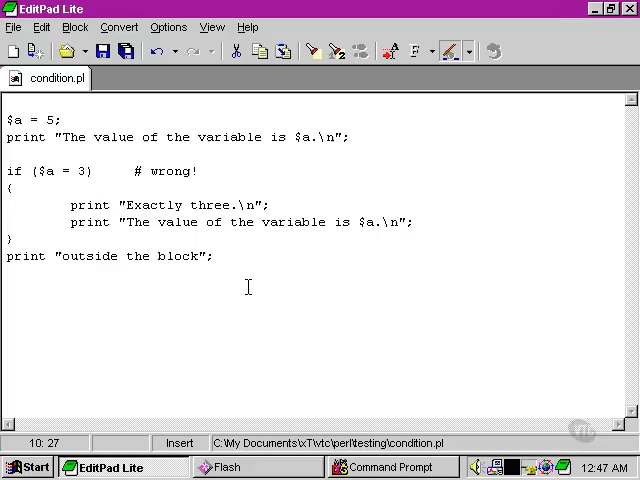 EditPad Lite
File Edit Block Convert Options View Help
condition.pl
$a = 5;
print "The value of the variable is $a.\n";
if ($a = 3) # wrong!
{
print "Exactly three.\n";
print "The value of the variable is $a.\n";
}
print "outside the block";
10: 27 Insert C:\My Documents\xT\vtc\perl\testing\condition.pl
Start EditPad Lite Flash Command Prompt 12:47 AM